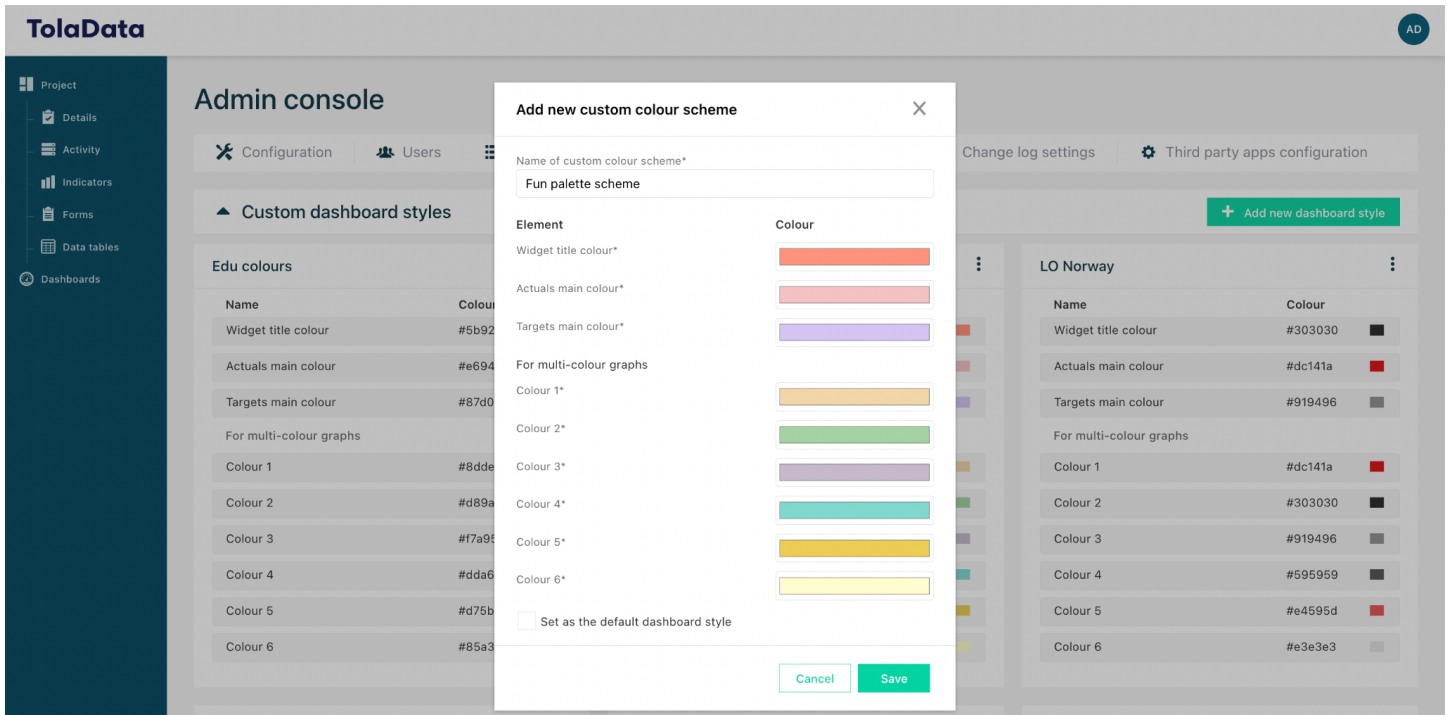 TolaData
AD
Project
Details
Activity
Indicators
Forms
Data tables
Dashboards
Admin console
Configuration
Users
Change log settings
Third party apps configuration
Custom dashboard styles
+ Add new dashboard style
Edu colours
Name
Widget title colour #5b92
Actuals main colour #e694
Targets main colour #87d0
For multi-colour graphs
Colour 1 #8dde
Colour 2 #d89a
Colour 3
Colour 4 #dda6
Colour 5 #d75b
Colour 6 #85a3
Add new custom colour scheme
Name of custom colour scheme*
Fun palette scheme
Element Colour
Widget title colour*
Actuals main colour*
Targets main colour*
For multi-colour graphs
Colour 1*
Colour 2*
Colour 3*
Colour 4*
Colour 5*
Colour 6*
Set as the default dashboard style
Cancel
Save
LO Norway
Name Colour
Widget title colour #303030
Actuals main colour #dc141a
Targets main colour #919496
For multi-colour graphs
Colour 1 #dc141a
Colour 2 #303030
Colour 3 #919496
Colour 4 #595959
Colour 5 #e4595d
Colour 6 #e3e3e3